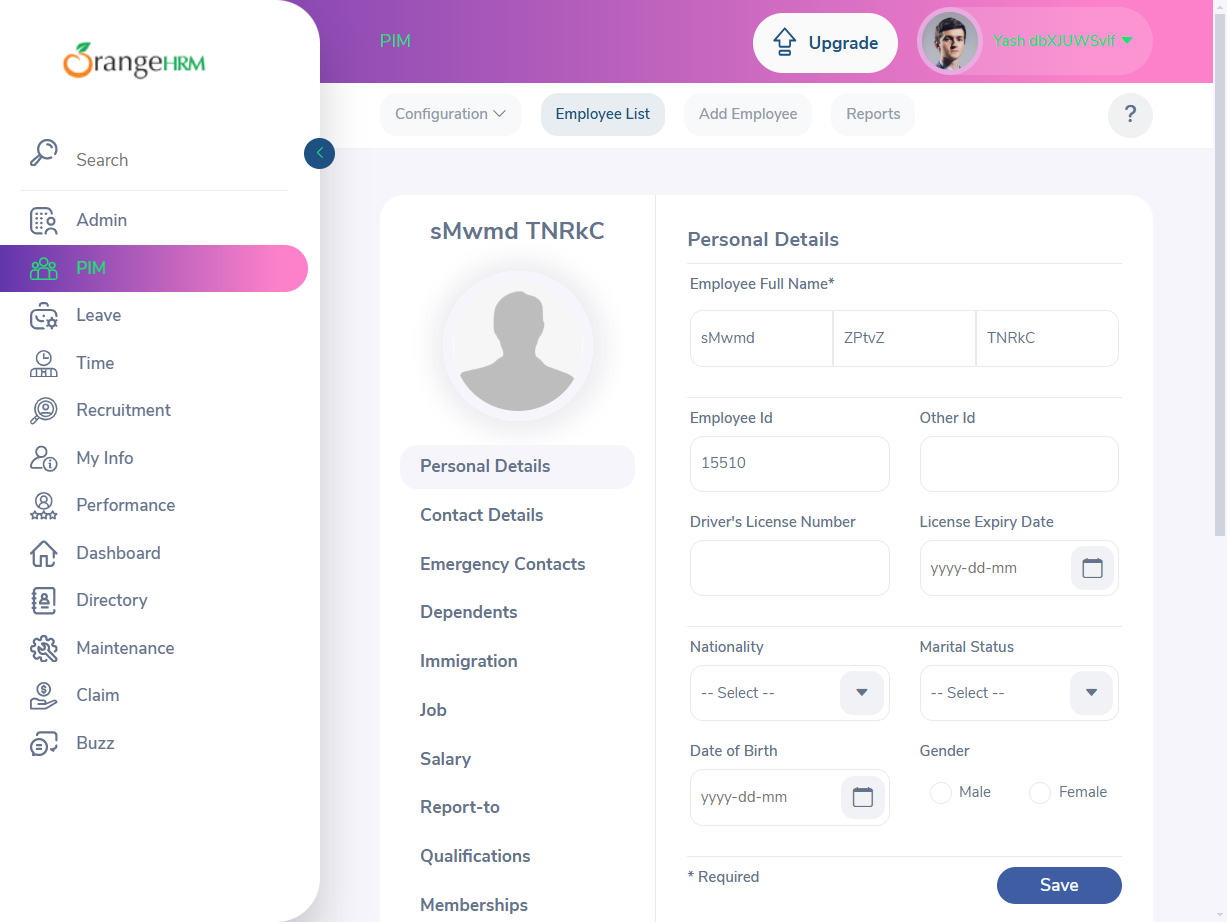 OrangeHRM
Search
Admin
PIM
Leave
Time
Recruitment
My Info
Performance
Dashboard
Directory
Maintenance
Claim
Buzz
PIM
Upgrade
Yash dbXJUWSvlf
Configuration
Employee List
Add Employee
Reports
?
sMwmd TNRkC
Personal Details
Contact Details
Emergency Contacts
Dependents
Immigration
Job
Salary
Report-to
Qualifications
Memberships
Personal Details
Employee Full Name*
sMwmd ZPtvZ TNRkC
Employee Id Other Id
15510
Driver's License Number License Expiry Date
yyyy-dd-mm
Nationality Marital Status
-- Select -- -- Select --
Date of Birth Gender
yyyy-dd-mm Male Female
* Required Save